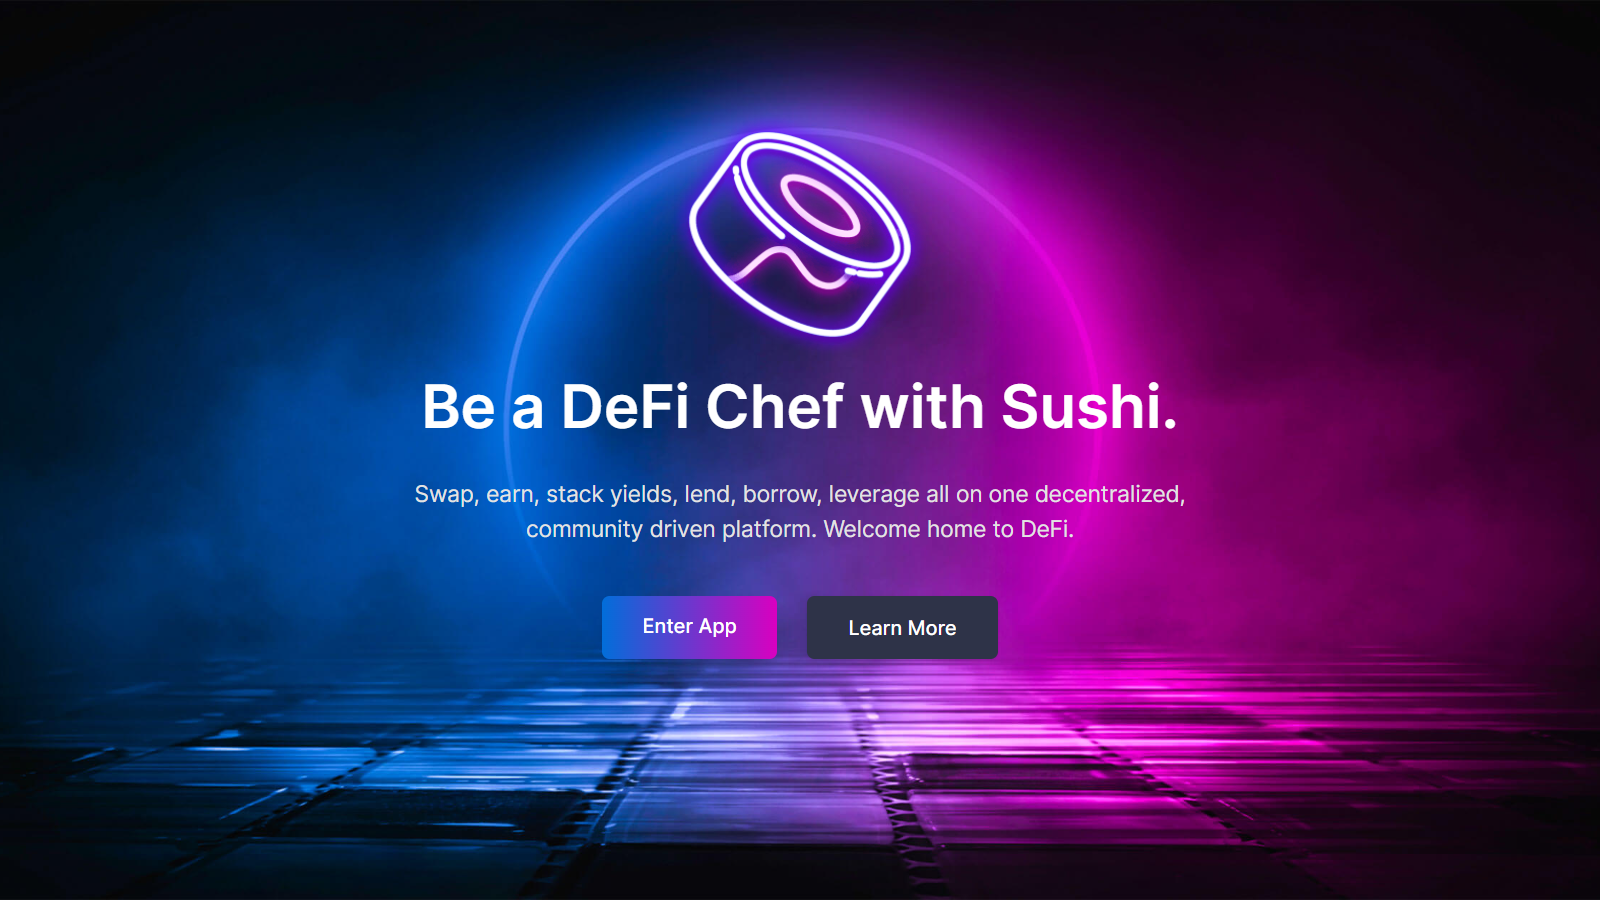 Be a DeFi Chef with Sushi.
Swap, earn, stack yields, lend, borrow, leverage all on one decentralized,
community driven platform. Welcome home to DeFi.
Enter App
Learn More